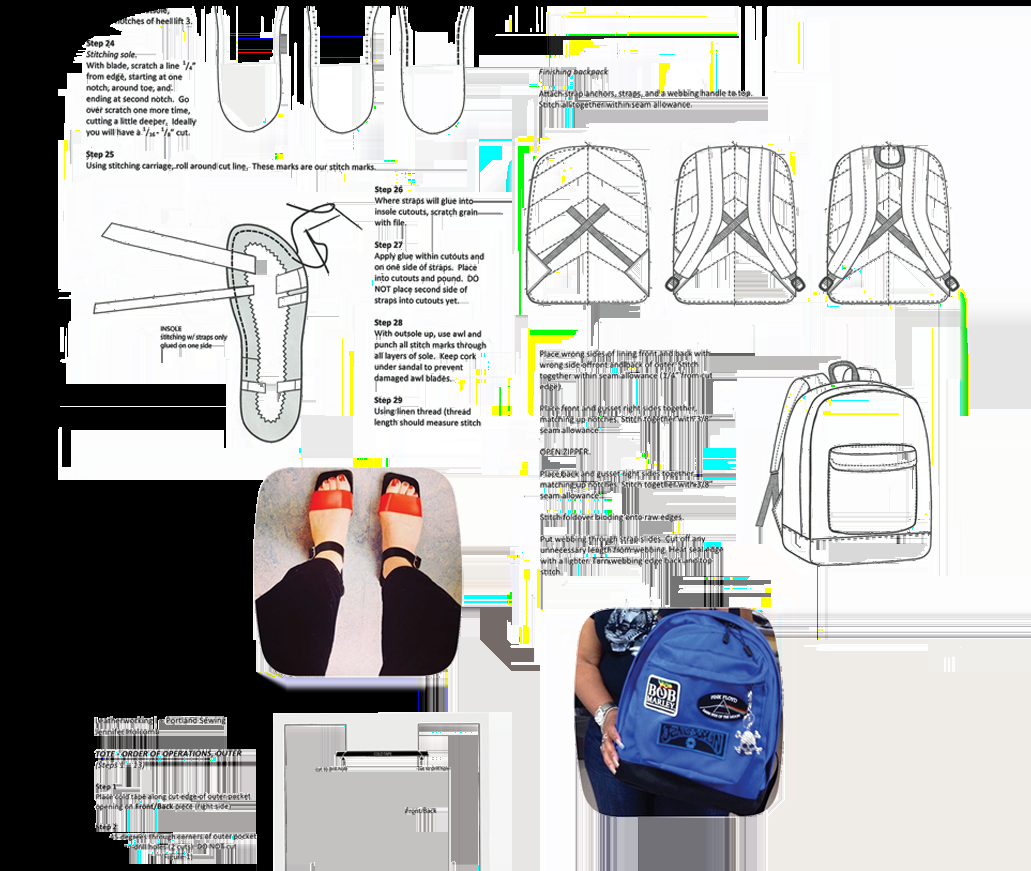 notches of heel lift 3.
Step 24
Stitching sole.
With blade, scratch a line 1/4"
from edge, starting at one
notch, around toe, and
ending at second notch. Go
over scratch one more time,
cutting a little deeper. Ideally
you will have a 1/16 - 1/8" cut.
Step 25
Using stitching carriage, roll around cut line. These marks are our stitch marks.
Step 26
Where straps will glue into
insole cutouts, scratch grain
with file.
Step 27
Apply glue within cutouts and
on one side of straps. Place
into cutouts and pound. DO
NOT place second side of
straps into cutouts yet.
Step 28
With outsole up, use awl and
punch all stitch marks through
all layers of sole. Keep cork
under sandal to prevent
damaged awl blades.
Step 29
Using linen thread (thread
length should measure stitch
INSOLE
Stitching w/ straps only
glued on one side
Finishing backpack
Attach strap anchors, straps, and a webbing handle to top.
Stitch all together within seam allowance.
Place wrong sides of lining front and back with
wrong side of front and back of outer. Stitch
together within seam allowance (1/4" from cut
edge).
Place front and gusset right sides together,
matching up notches. Stitch together with 3/8"
seam allowance.
OPEN ZIPPER.
Place back and gusset right sides together,
matching up notches. Stitch together with 3/8"
seam allowance.
Stitch foldover binding onto raw edges.
Put webbing through strap slides. Cut off any
unnecessary length from webbing. Heat seal edge
with a lighter. Turn webbing edge back and top
stitch.
BOB
MARLEY
PINK FLOYD
Leatherworking | Portland Sewing
Jennifer Holcomb
TOTE - ORDER OF OPERATIONS, OUTER
(Steps 1 - 13)
Step 1
Place cold tape along cut edge of outer pocket
opening on Front/Back piece (right side)
Step 2
45 degrees through corners of outer pocket
drill holes (2 cuts). DO NOT cut
Figure 1)
COLD TAPE
cut to drill hole
cut to drill hole
Front/Back